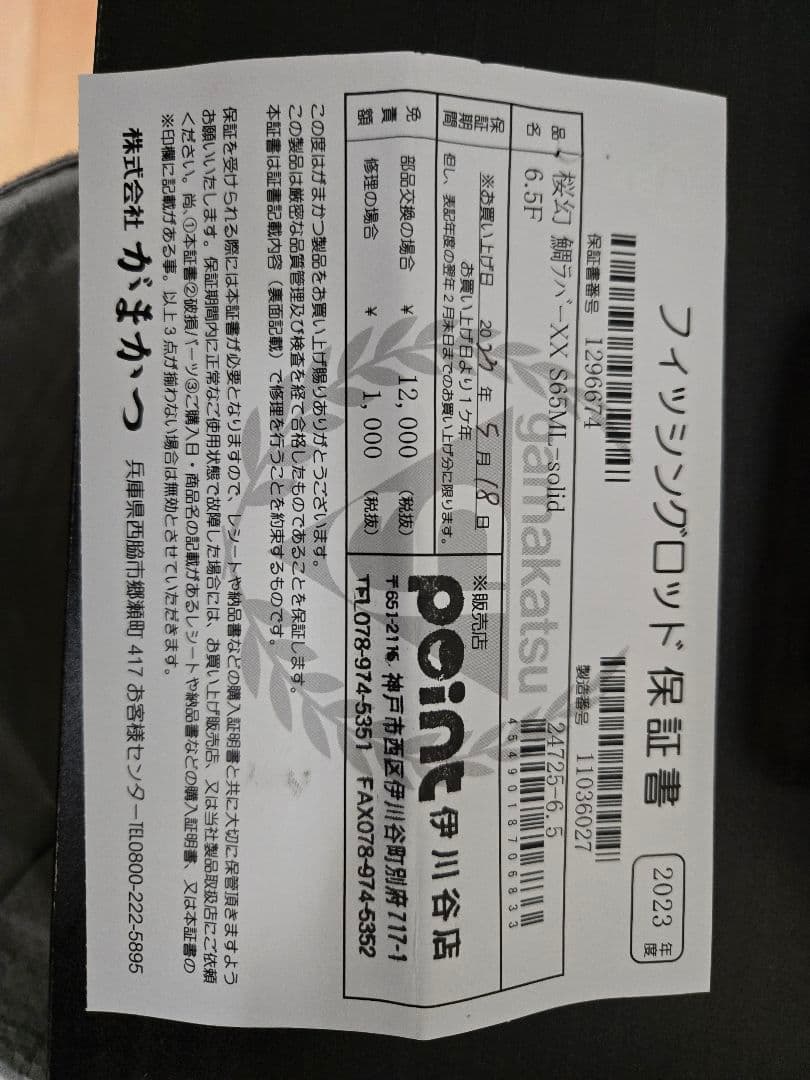 フィッシングロッド 保証書
2023 年度
保証書番号 1296674
製造番号 11036027
品名 桜幻 鯛ラバーXX S65ML-solid 24725-6.5
6.5F
4549018706833
gamakatsu
保証期間
※お買い上げ日 20 年 5月18日
お買い上げ日より1ケ年
但し、表記年度の翌年2月末日までのお買い上げ分に限ります。
免責額
部品交換の場合 ¥ 12,000 (税抜)
修理の場合 ¥ 1,000 (税抜)
※販売店
point 伊川谷店
〒651-2116 神戸市西区伊川谷町別府717-1
TEL078-974-5351 FAX078-974-5352
この度はがまかつ製品をお買い上げ賜りありがとうございます。
この製品は厳密な品質管理及び検査を経て合格したものであることを保証します。
本証書は証書記載内容（裏面記載）で修理を行うことを約束するものです。
保証を受けられる際には本証書が必要となりますので、レシートや納品書などの購入証明書と共に大切に保管頂きますよう
お願いいたします。保証期間内に正常なご使用状態で故障した場合には、お買い上げ販売店、又は当社製品取扱店にご依頼
ください。尚、①本証書②破損パーツ③ご購入日・商品名の記載があるレシートや納品書などの購入証明書、又は本証書の
※印欄に記載がある事。以上3点が揃わない場合は無効とさせていただきます。
株式会社 がまかつ 兵庫県西脇市郷瀬町 417 お客様センターTEL0800-222-5895